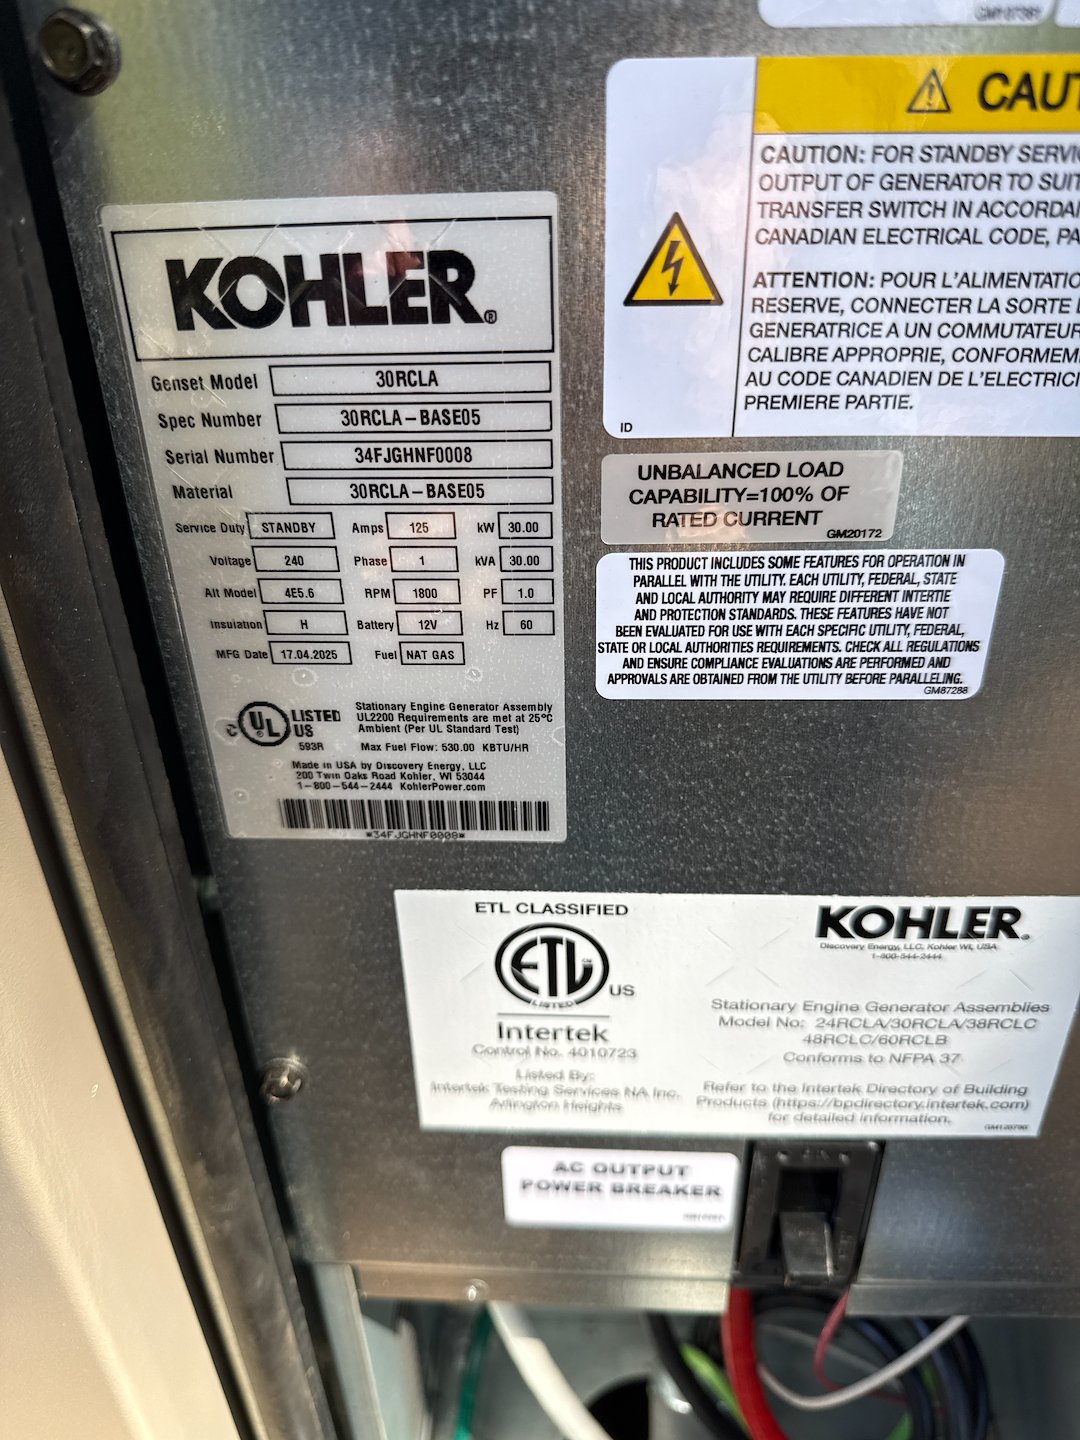 GM107361
CAUT
CAUTION: FOR STANDBY SERVI
OUTPUT OF GENERATOR TO SUIT
TRANSFER SWITCH IN ACCORDA
CANADIAN ELECTRICAL CODE, PA
ATTENTION: POUR L'ALIMENTATIO
RESERVE, CONNECTER LA SORTE
GENERATRICE A UN COMMUTATEUR
CALIBRE APPROPRIE, CONFORMEM
AU CODE CANADIEN DE L'ELECTRICI
PREMIERE PARTIE.
ID
KOHLER®
Genset Model 30RCLA
Spec Number 30RCLA-BASE05
Serial Number 34FJGHNF0008
Material 30RCLA-BASE05
Service Duty STANDBY Amps 125 kW 30.00
Voltage 240 Phase 1 kVA 30.00
Alt Model 4E5.6 RPM 1800 PF 1.0
Insulation H Battery 12V Hz 60
MFG Date 17.04.2025 Fuel NAT GAS
C UL® LISTED US
593R
Stationary Engine Generator Assembly
UL2200 Requirements are met at 25°C
Ambient (Per UL Standard Test)
Max Fuel Flow: 530.00 KBTU/HR
Made in USA by Discovery Energy, LLC
200 Twin Oaks Road Kohler, WI 53044
1-800-544-2444 KohlerPower.com
*34FJGHNF0008*
UNBALANCED LOAD
CAPABILITY=100% OF
RATED CURRENT
GM20172
THIS PRODUCT INCLUDES SOME FEATURES FOR OPERATION IN
PARALLEL WITH THE UTILITY. EACH UTILITY, FEDERAL, STATE
AND LOCAL AUTHORITY MAY REQUIRE DIFFERENT INTERTIE
AND PROTECTION STANDARDS. THESE FEATURES HAVE NOT
BEEN EVALUATED FOR USE WITH EACH SPECIFIC UTILITY, FEDERAL,
STATE OR LOCAL AUTHORITIES REQUIREMENTS. CHECK ALL REGULATIONS
AND ENSURE COMPLIANCE EVALUATIONS ARE PERFORMED AND
APPROVALS ARE OBTAINED FROM THE UTILITY BEFORE PARALLELING.
GM87288
ETL CLASSIFIED
ETL
LISTED
US
Intertek
Control No. 4010723
Listed By:
Intertek Testing Services NA Inc.
Arlington Heights
KOHLER®
Discovery Energy, LLC. Kohler WI, USA
1-800-544-2444
Stationary Engine Generator Assemblies
Model No: 24RCLA/30RCLA/38RCLC
48RCLC/60RCLB
Conforms to NFPA 37
Refer to the Intertek Directory of Building
Products (https://bpdirectory.intertek.com)
for detailed information.
AC OUTPUT
POWER BREAKER